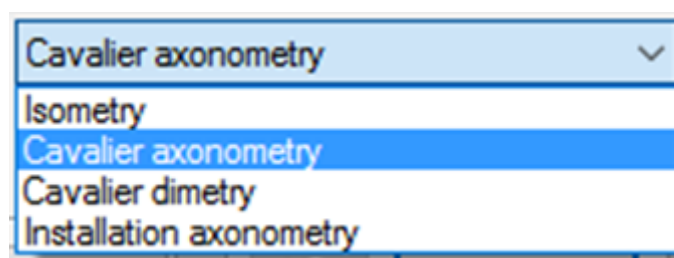 Cavalier axonometry
Isometry
Cavalier axonometry
Cavalier dimetry
Installation axonometry